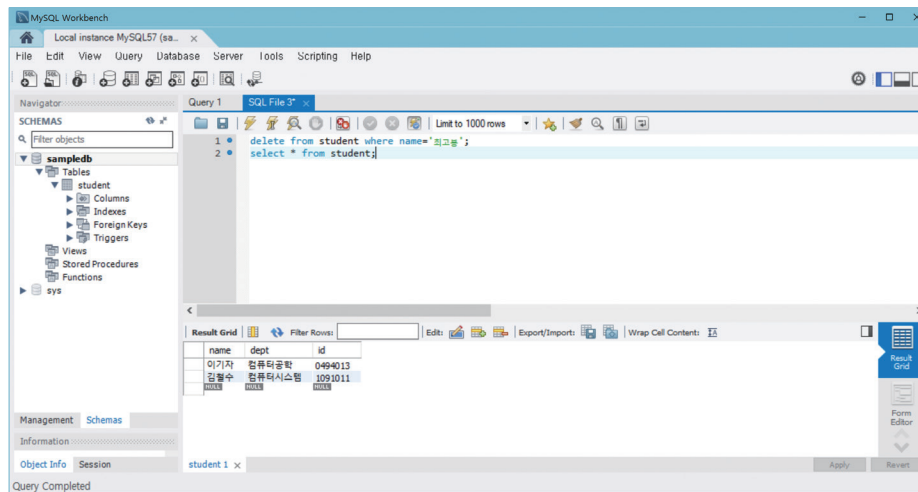 MySQL Workbench
Local instance MySQL57 (sa... ×
File Edit View Query Database Server Tools Scripting Help
Navigator
Query 1 SQL File 3* ×
SCHEMAS
Filter objects
Limit to 1000 rows
sampledb
Tables
student
Columns
Indexes
Foreign Keys
Triggers
Views
Stored Procedures
Functions
sys
1 delete from student where name='최고봉';
2 select * from student;
Result Grid Filter Rows: Edit: Export/Import: Wrap Cell Content:
name dept id
이기자 컴퓨터공학 0494013
김철수 컴퓨터시스템 1091011
NULL NULL NULL
Result Grid
Form Editor
Management Schemas
Information
Object Info Session
student 1 ×
Apply Revert
Query Completed